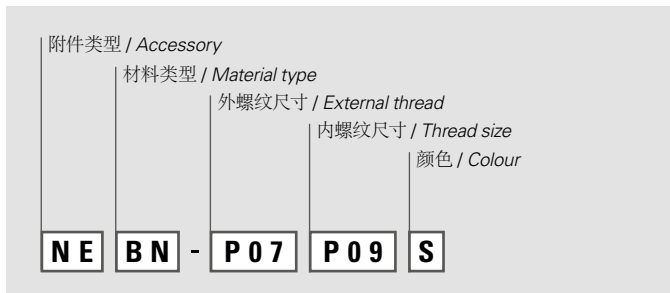 附件类型 / Accessory
材料类型 / Material type
外螺纹尺寸 / External thread
内螺纹尺寸 / Thread size
颜色 / Colour
NE BN - P07 P09 S